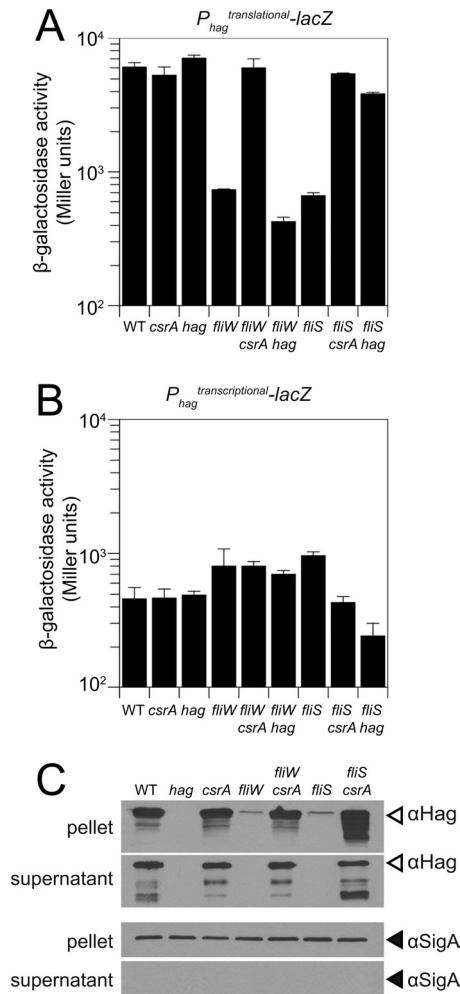 A
P hag translational-lacZ
β-galactosidase activity
(Miller units)
10^4
10^3
10^2
WT csrA hag fliW fliW fliW fliS fliS fliS
csrA hag csrA hag
B
P hag transcriptional-lacZ
β-galactosidase activity
(Miller units)
10^4
10^3
10^2
WT csrA hag fliW fliW fliW fliS fliS fliS
csrA hag csrA hag
C
fliW fliS
WT hag csrA fliW csrA fliS csrA
pellet αHag
supernatant αHag
pellet αSigA
supernatant αSigA